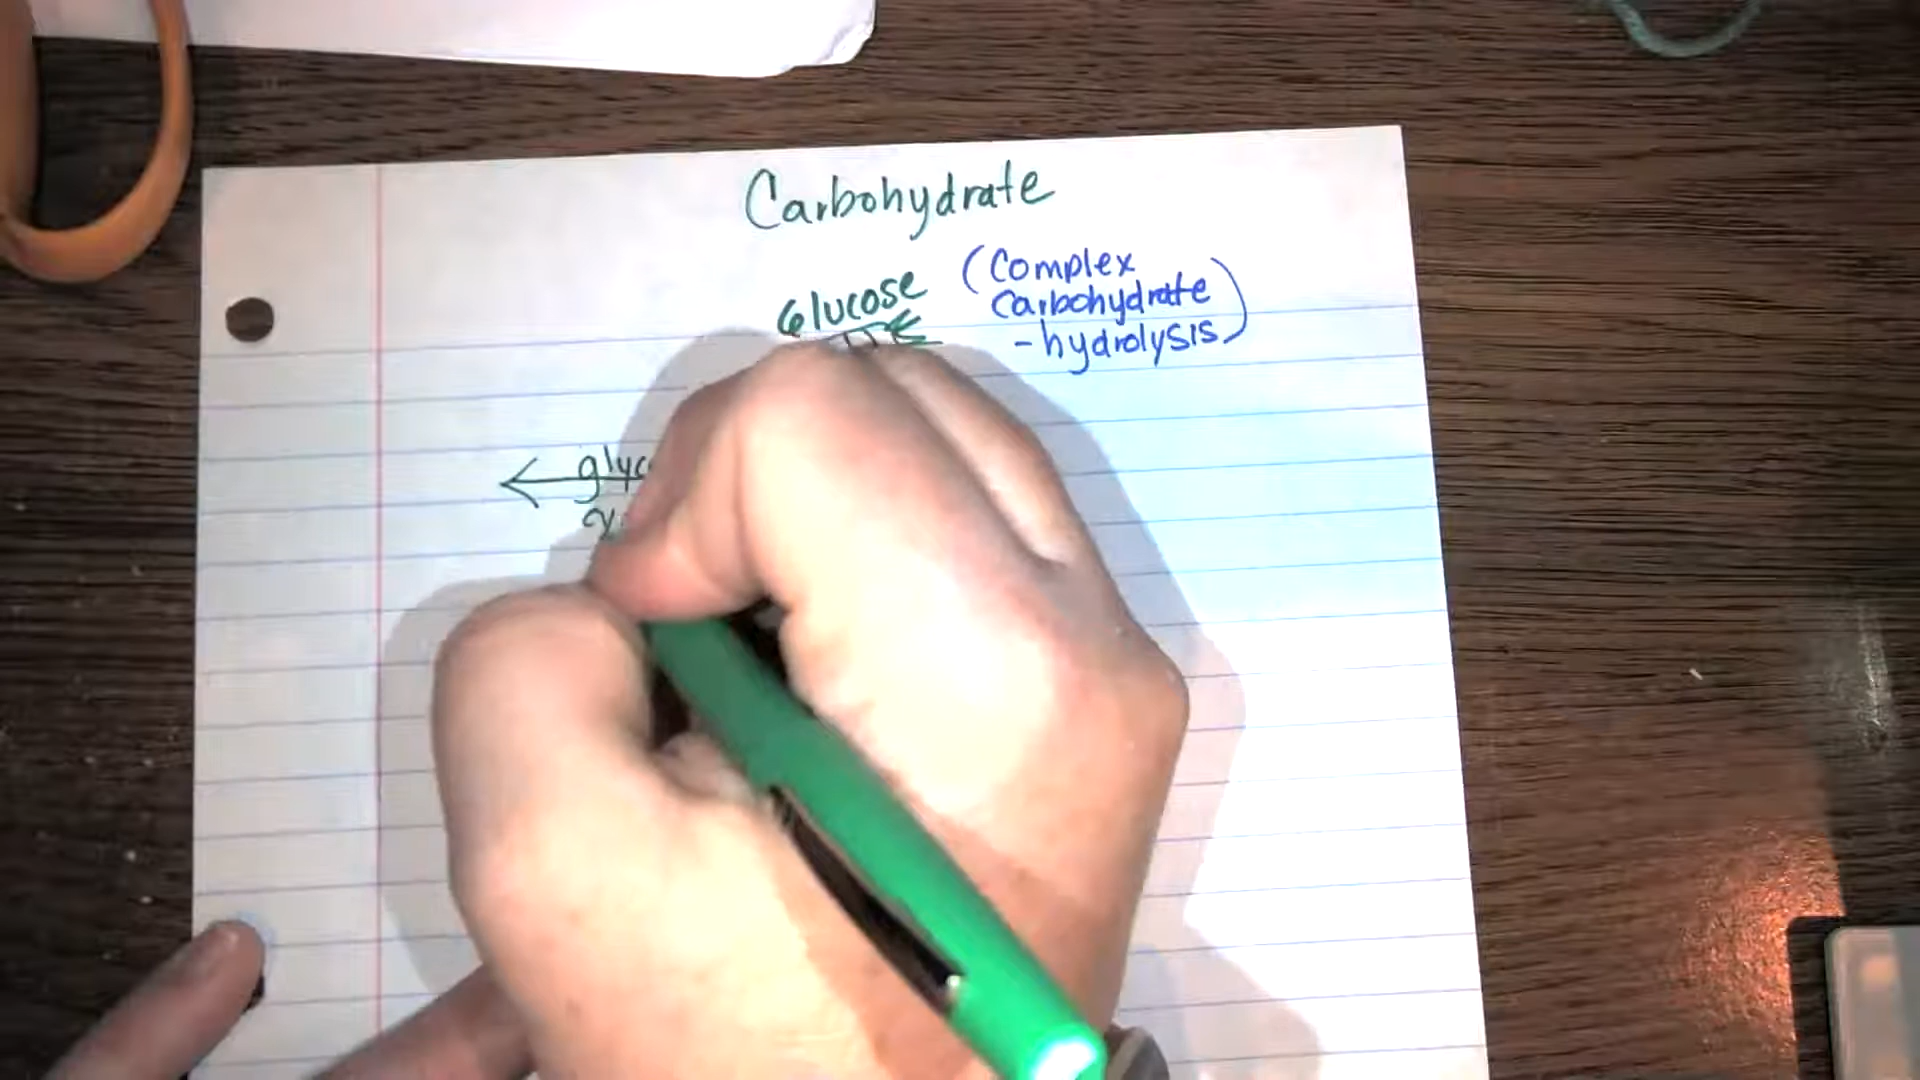 Carbohydrate
Glucose
(Complex
Carbohydrate
- hydrolysis)